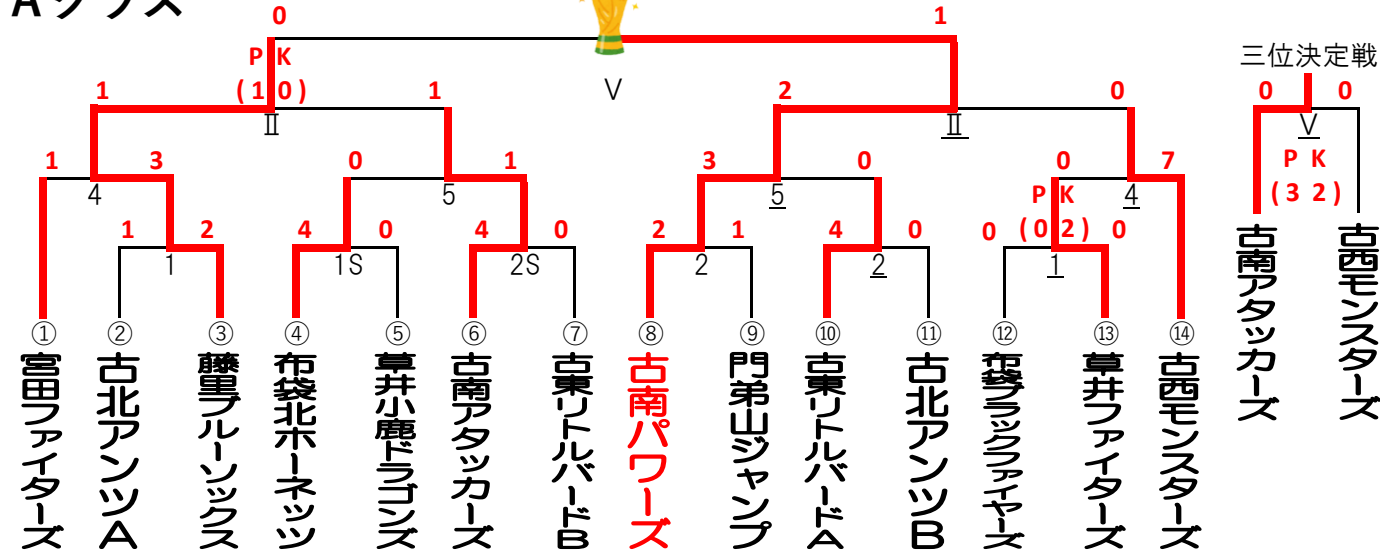 Aクラス
0 1
P K
(1 0)
三位決定戦
1 1 V 2 0 0 0
Ⅱ Ⅱ V
P K
(3 2)
1 3 0 1 3 0 0 7
4 5 5 P K 4
(0 2)
1 2 4 0 4 0 2 1 4 0 0 0
1 1S 2S 2 2 1
① ② ③ ④ ⑤ ⑥ ⑦ ⑧ ⑨ ⑩ ⑪ ⑫ ⑬ ⑭
宮田ファイターズ
古北アンツA
藤里ブルーソックス
布袋北ホーネッツ
草井小鹿ドラゴンズ
古南アタッカーズ
古東リトルバードB
古南パワーズ
門弟山ジャンプ
古東リトルバードA
古北アンツB
布袋ブラックファイヤーズ
草井ファイターズ
古西モンスターズ
古南アタッカーズ
古西モンスターズ